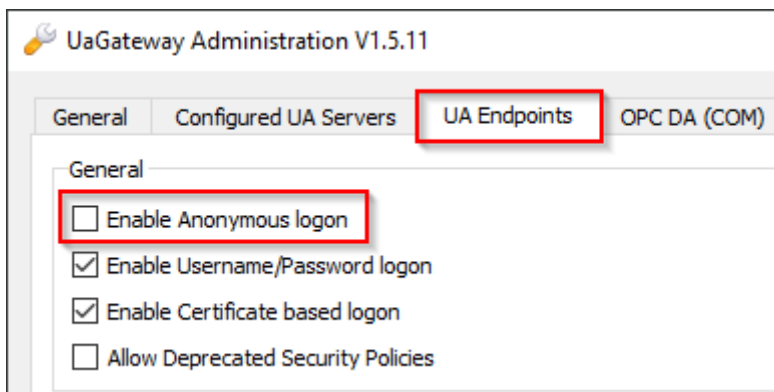 UaGateway Administration V1.5.11
General Configured UA Servers UA Endpoints OPC DA (COM)
General
Enable Anonymous logon
Enable Username/Password logon
Enable Certificate based logon
Allow Deprecated Security Policies